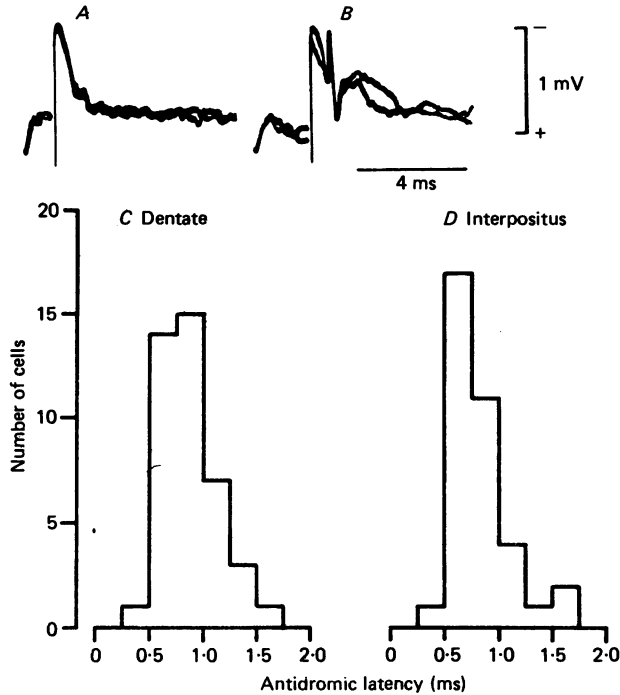 A
B
−
1 mV
+
4 ms
20
C Dentate
D Interpositus
15
10
5
0
Number of cells
0 0·5 1·0 1·5 2·0 0 0·5 1·0 1·5 2·0
Antidromic latency (ms)